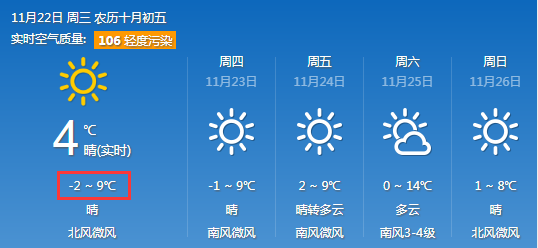 11月22日 周三 农历十月初五
实时空气质量: 106 轻度污染
4 ℃
晴(实时)
-2 ~ 9℃
晴
北风微风
周四
11月23日
-1 ~ 9℃
晴
南风微风
周五
11月24日
2 ~ 9℃
晴转多云
南风微风
周六
11月25日
0 ~ 14℃
多云
南风3-4级
周日
11月26日
1 ~ 8℃
晴
北风微风